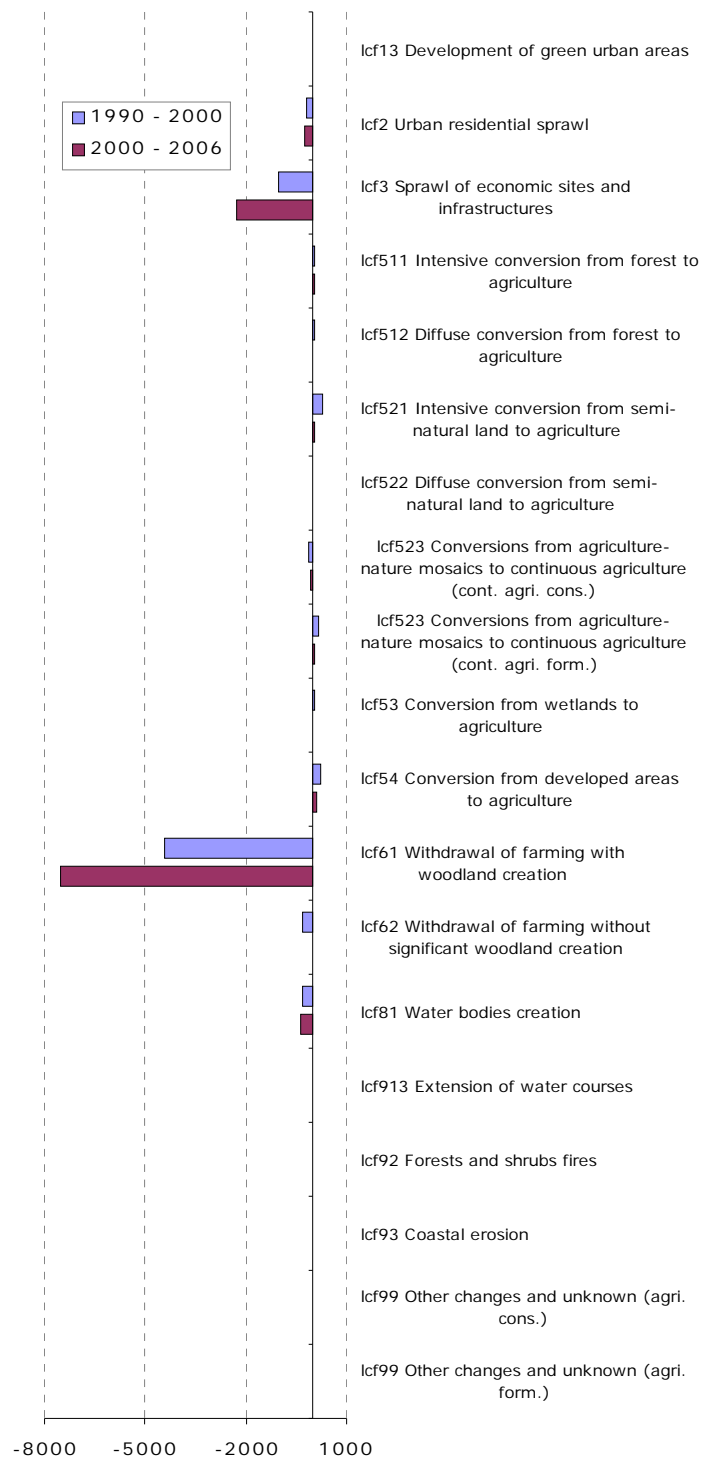 lcf13 Development of green urban areas
1990 - 2000
2000 - 2006
lcf2 Urban residential sprawl
lcf3 Sprawl of economic sites and
infrastructures
lcf511 Intensive conversion from forest to
agriculture
lcf512 Diffuse conversion from forest to
agriculture
lcf521 Intensive conversion from semi-
natural land to agriculture
lcf522 Diffuse conversion from semi-
natural land to agriculture
lcf523 Conversions from agriculture-
nature mosaics to continuous agriculture
(cont. agri. cons.)
lcf523 Conversions from agriculture-
nature mosaics to continuous agriculture
(cont. agri. form.)
lcf53 Conversion from wetlands to
agriculture
lcf54 Conversion from developed areas
to agriculture
lcf61 Withdrawal of farming with
woodland creation
lcf62 Withdrawal of farming without
significant woodland creation
lcf81 Water bodies creation
lcf913 Extension of water courses
lcf92 Forests and shrubs fires
lcf93 Coastal erosion
lcf99 Other changes and unknown (agri.
cons.)
lcf99 Other changes and unknown (agri.
form.)
-8000 -5000 -2000 1000